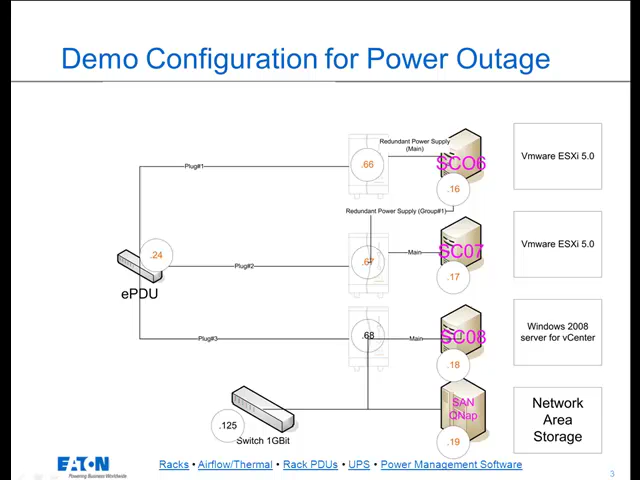 Demo Configuration for Power Outage
Redundant Power Supply
(Main)
Plug#1
.66
SCO6
.16
Vmware ESXi 5.0
Redundant Power Supply (Group#1)
.24
ePDU
Plug#2
.67
Main
SC07
.17
Vmware ESXi 5.0
Plug#3
.68
Main
SC08
.18
Windows 2008
server for vCenter
.125
Switch 1GBit
SAN
QNap
.19
Network
Area
Storage
EATON
Powering Business Worldwide
Racks • Airflow/Thermal • Rack PDUs • UPS • Power Management Software
3